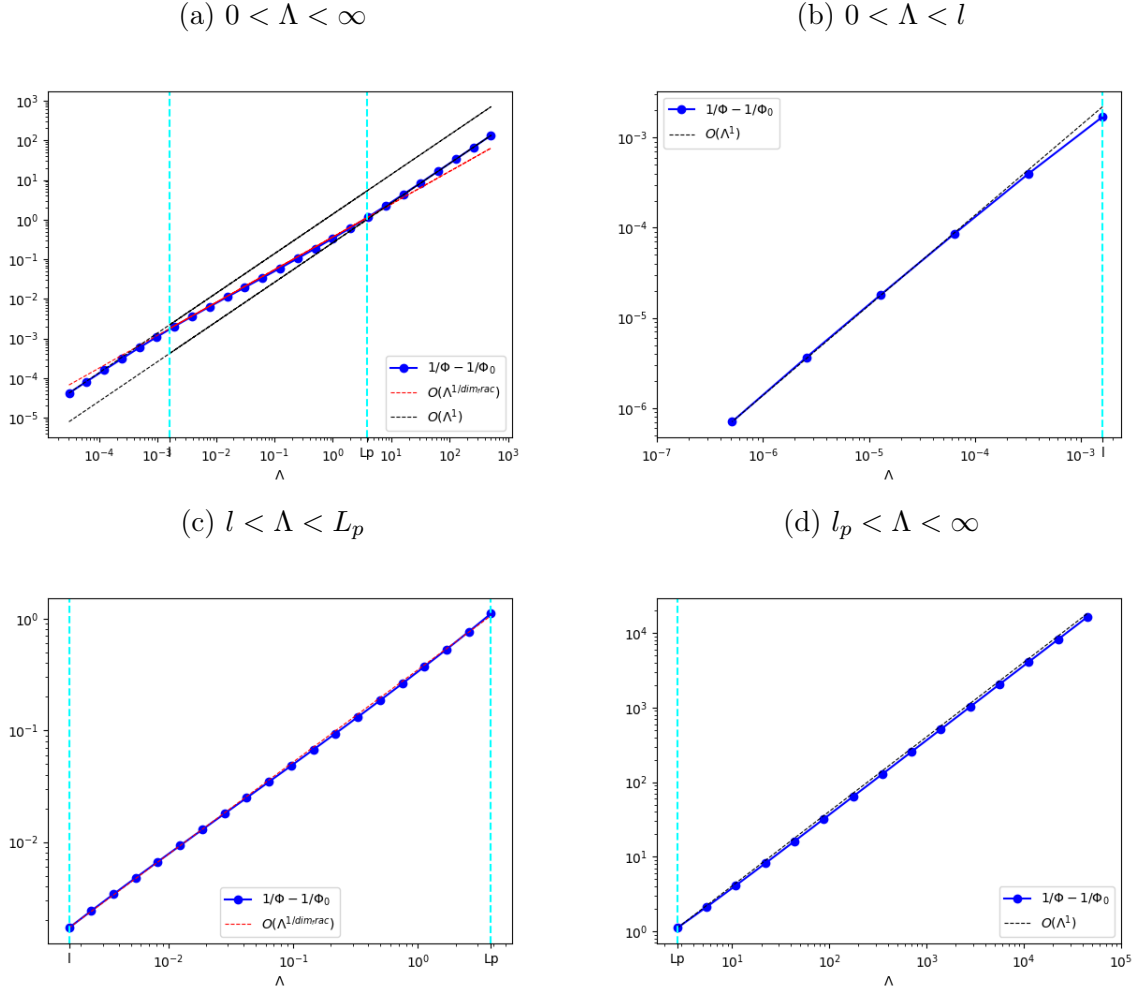 (a) 0 < Λ < ∞
(b) 0 < Λ < l
10³
10²
10¹
10⁰
10⁻¹
10⁻²
10⁻³
10⁻⁴
10⁻⁵
1/Φ − 1/Φ₀
O(Λ^{1/dim_frac})
O(Λ¹)
10⁻⁴ 10⁻³ l 10⁻² 10⁻¹ 10⁰ Lp 10¹ 10² 10³
Λ
1/Φ − 1/Φ₀
O(Λ¹)
10⁻³
10⁻⁴
10⁻⁵
10⁻⁶
10⁻⁷ 10⁻⁶ 10⁻⁵ 10⁻⁴ 10⁻³ l
Λ
(c) l < Λ < L_p
(d) l_p < Λ < ∞
10⁰
10⁻¹
10⁻²
1/Φ − 1/Φ₀
O(Λ^{1/dim_frac})
l 10⁻² 10⁻¹ 10⁰ Lp
Λ
10⁴
10³
10²
10¹
10⁰
1/Φ − 1/Φ₀
O(Λ¹)
Lp 10¹ 10² 10³ 10⁴ 10⁵
Λ